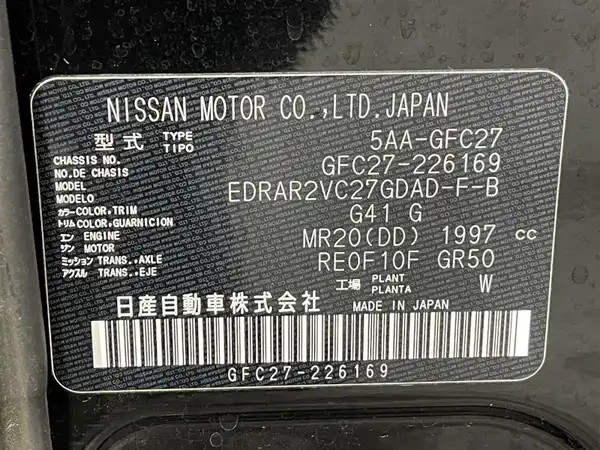 NISSAN MOTOR CO.,LTD.JAPAN
型式 TYPE TIPO 5AA-GFC27
CHASSIS NO. NO.DE CHASIS GFC27-226169
MODEL MODELO EDRAR2VC27GDAD-F-B
カラー COLOR,TRIM トリム COLOR,GUARNICION G41 G
エン ENGINE ジン MOTOR MR20(DD) 1997 cc
ミッション TRANS.,AXLE アクスル TRANS.,EJE RE0F10F GR50
工場 PLANT PLANTA W
日産自動車株式会社 MADE IN JAPAN
GFC27-226169